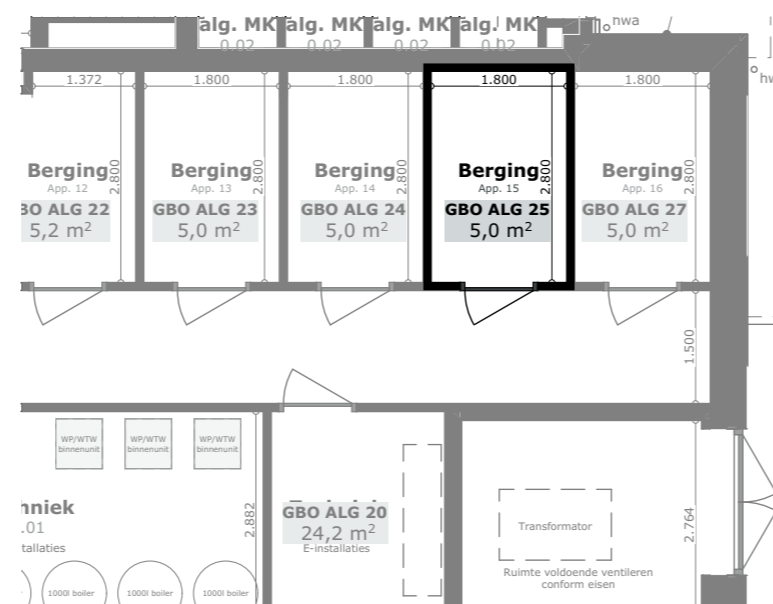 alg. MK alg. MK alg. MK alg. MK
0.02 0.02 0.02 0.02
nwa
1.372 1.800 1.800 1.800 1.800
Berging
App. 12
2.800
GBO ALG 22
5,2 m²
Berging
App. 13
2.800
GBO ALG 23
5,0 m²
Berging
App. 14
2.800
GBO ALG 24
5,0 m²
Berging
App. 15
2.800
GBO ALG 25
5,0 m²
Berging
App. 16
2.800
GBO ALG 27
5,0 m²
1.500
WP/WTW
binnenunit
WP/WTW
binnenunit
WP/WTW
binnenunit
hniek
.01
tallaties
2.882
1000l boiler
1000l boiler
1000l boiler
GBO ALG 20
24,2 m²
E-installaties
Transformator
Ruimte voldoende ventileren
conform eisen
2.764